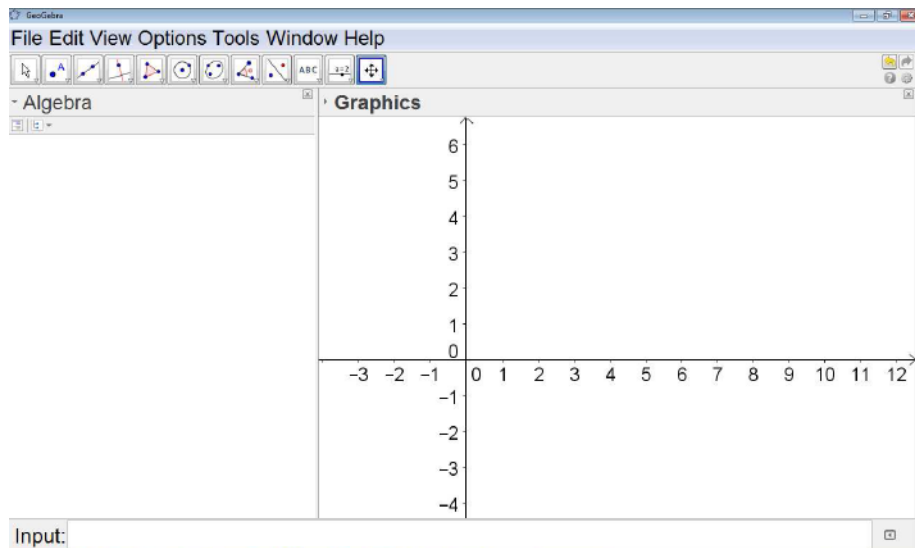 GeoGebra
File Edit View Options Tools Window Help
A ABC a=2
Algebra
Graphics
6
5
4
3
2
1
0
−3 −2 −1 0 1 2 3 4 5 6 7 8 9 10 11 12
−1
−2
−3
−4
Input: